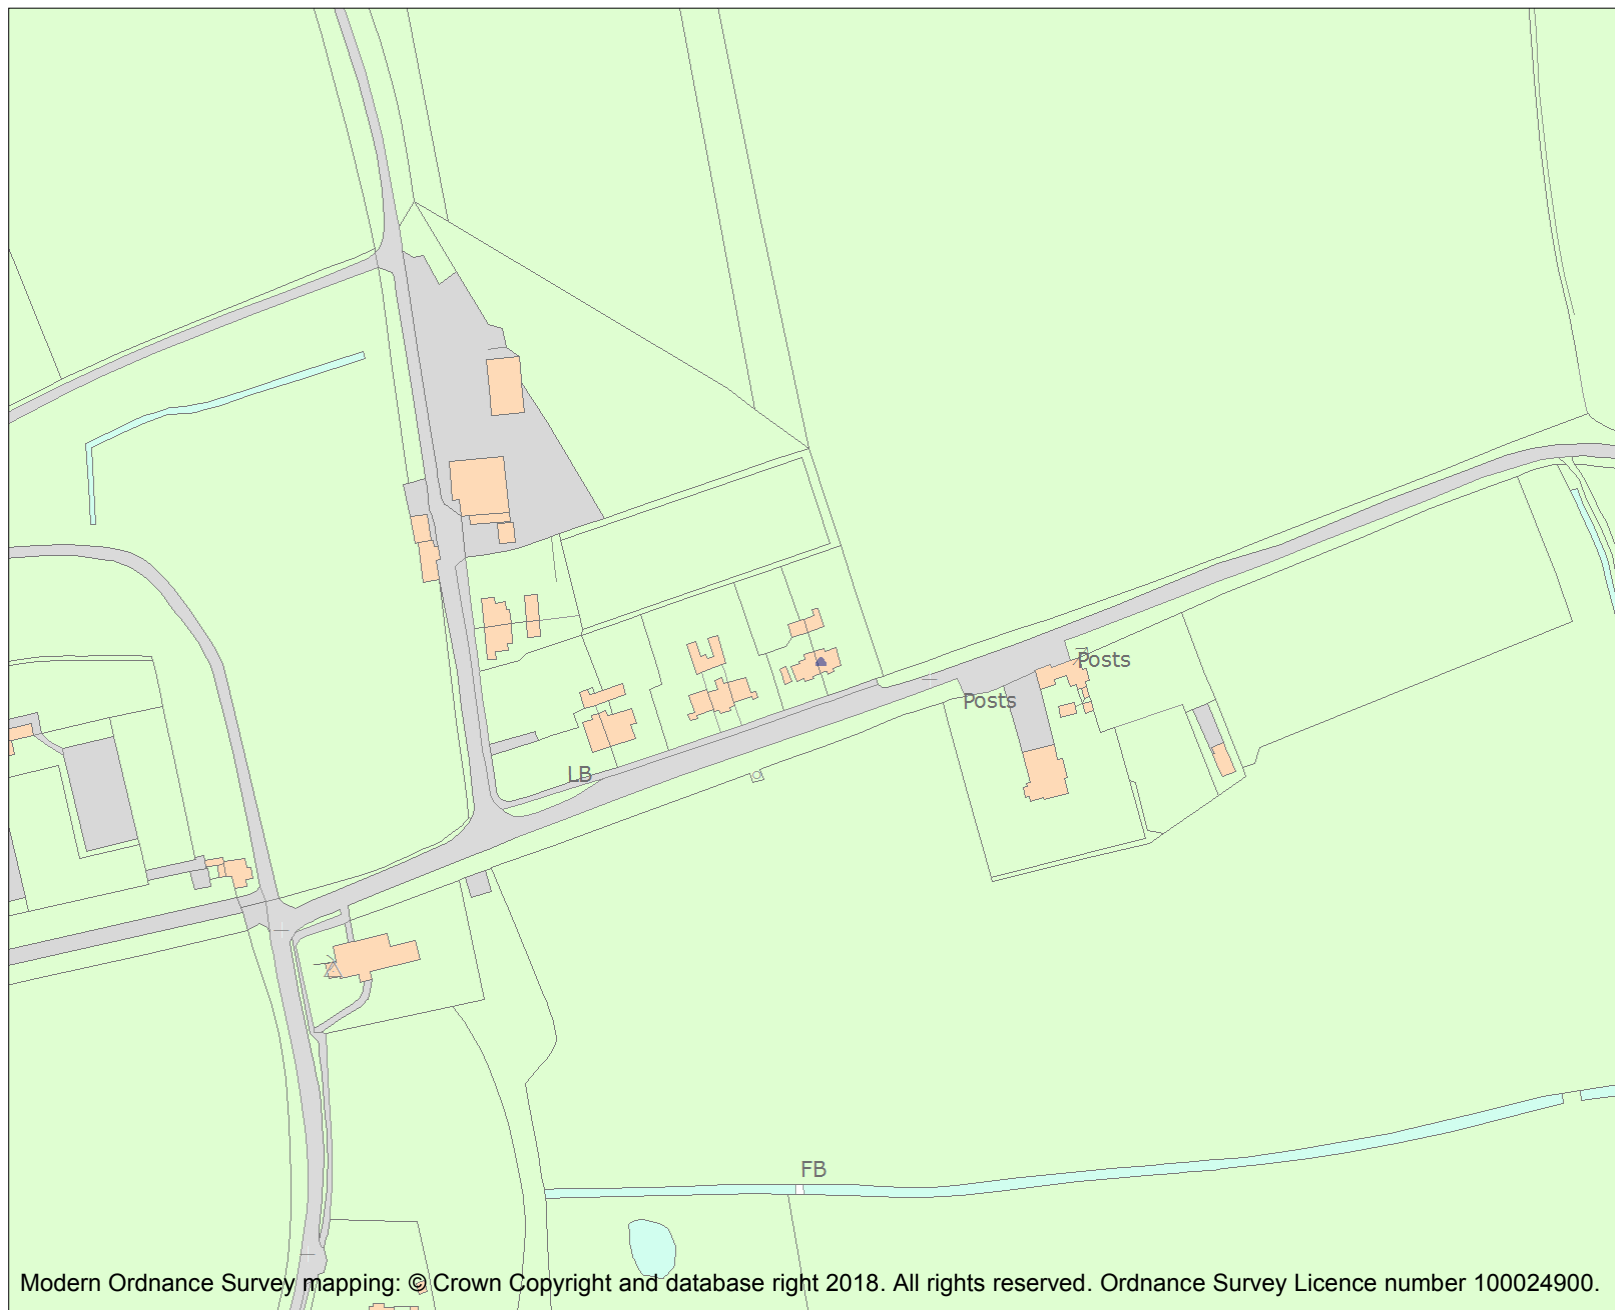 Posts
Posts
LB
FB
Modern Ordnance Survey mapping: © Crown Copyright and database right 2018. All rights reserved. Ordnance Survey Licence number 100024900.